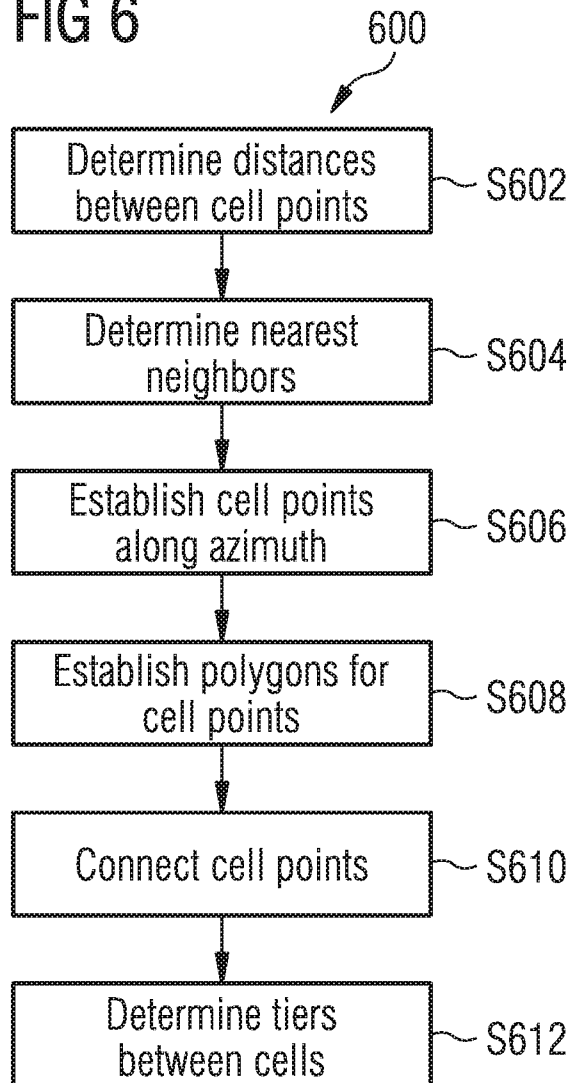 FIG 6
600
Determine distances
between cell points
S602
Determine nearest
neighbors
S604
Establish cell points
along azimuth
S606
Establish polygons for
cell points
S608
Connect cell points
S610
Determine tiers
between cells
S612